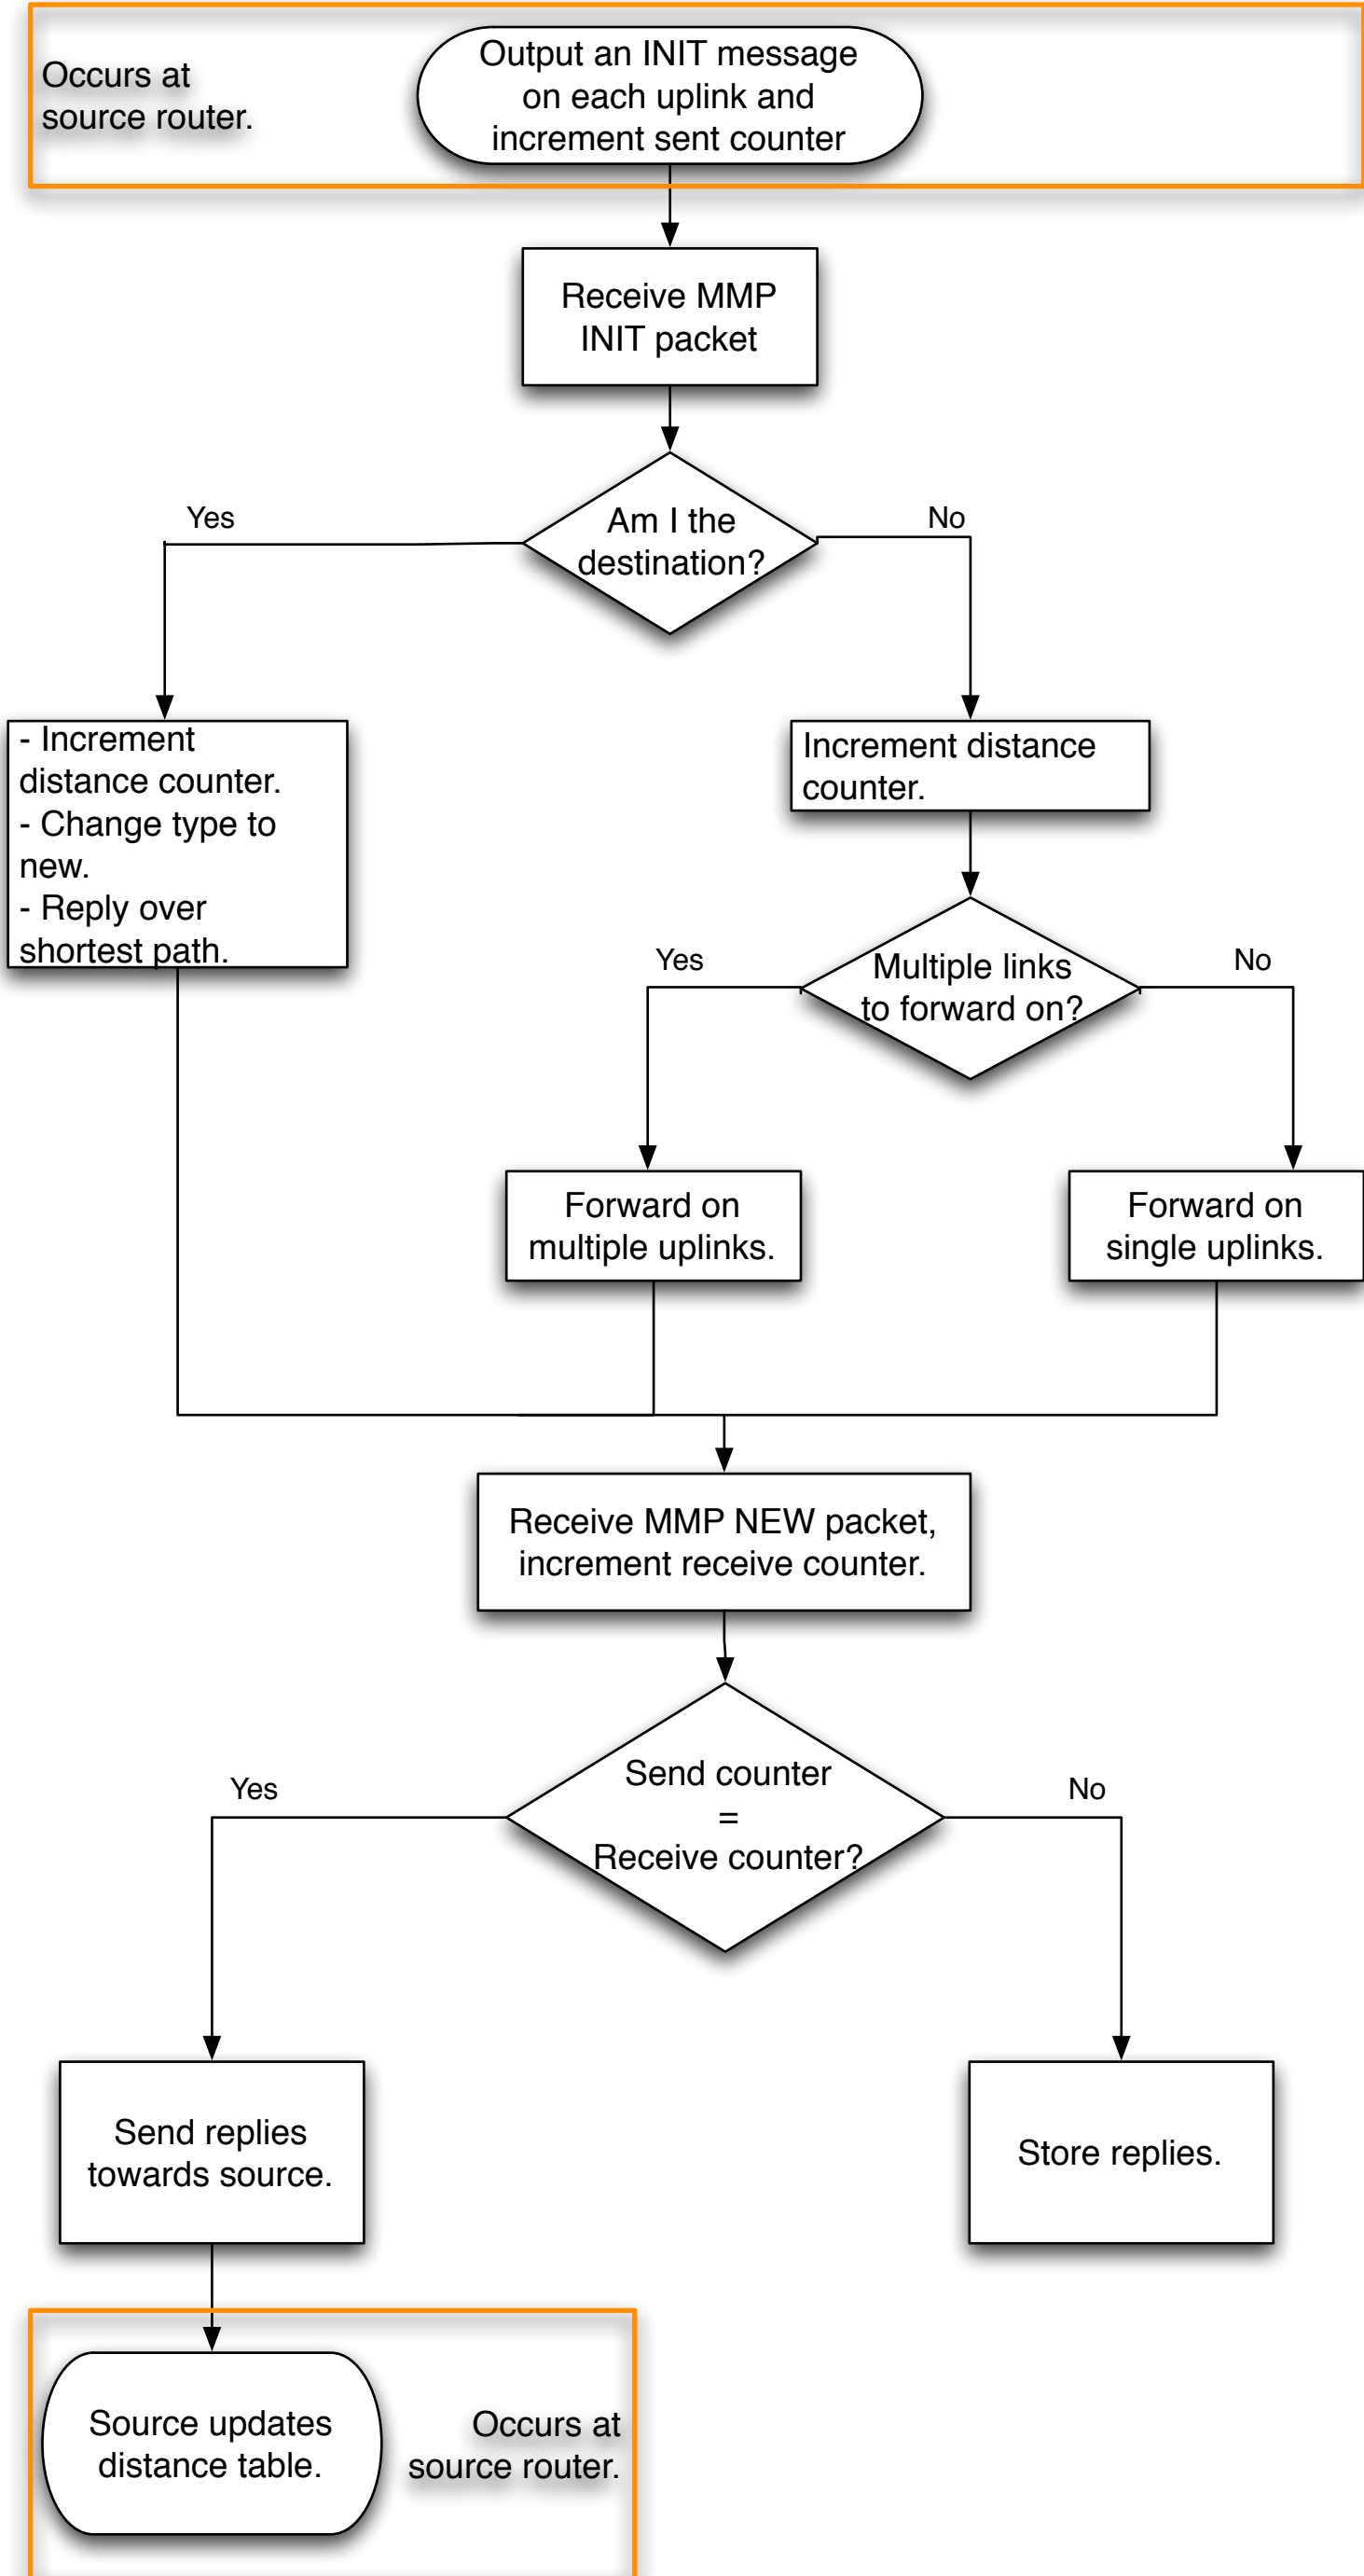 Occurs at
source router.
Output an INIT message
on each uplink and
increment sent counter
Receive MMP
INIT packet
Am I the
destination?
Yes
No
- Increment
distance counter.
- Change type to
new.
- Reply over
shortest path.
Increment distance
counter.
Multiple links
to forward on?
Yes
No
Forward on
multiple uplinks.
Forward on
single uplinks.
Receive MMP NEW packet,
increment receive counter.
Send counter
=
Receive counter?
Yes
No
Send replies
towards source.
Store replies.
Source updates
distance table.
Occurs at
source router.